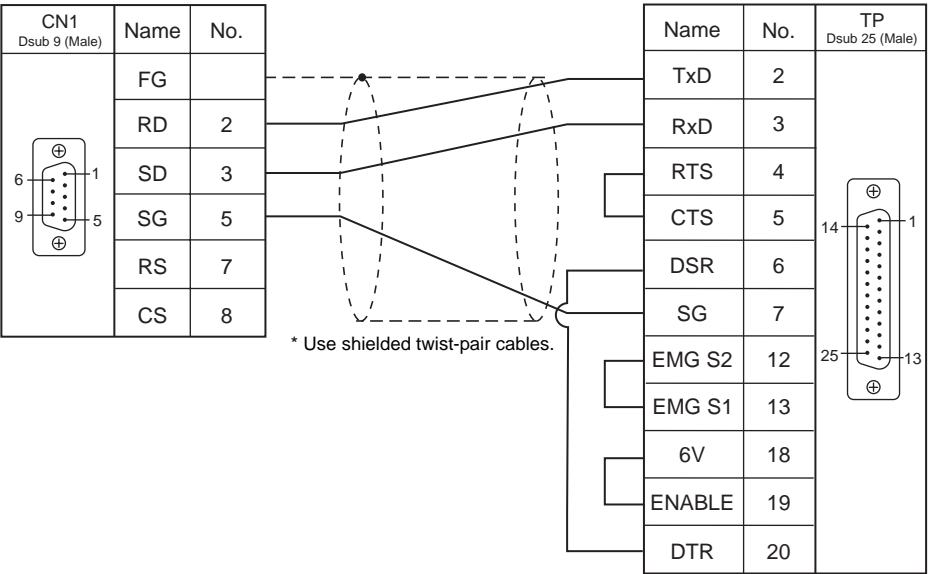 CN1
Dsub 9 (Male)
Name No.
FG
RD 2
SD 3
SG 5
RS 7
CS 8
6
1
9
5
* Use shielded twist-pair cables.
Name No.
TP
Dsub 25 (Male)
TxD 2
RxD 3
RTS 4
CTS 5
DSR 6
SG 7
EMG S2 12
EMG S1 13
6V 18
ENABLE 19
DTR 20
14
1
25
13